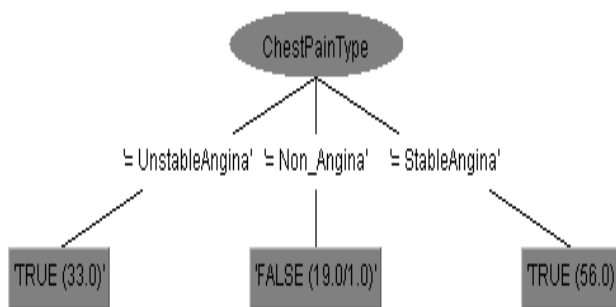 ChestPainType
'= UnstableAngina' '= Non_Angina' '= StableAngina'
'TRUE (33.0)' 'FALSE (19.0/1.0)' 'TRUE (56.0)